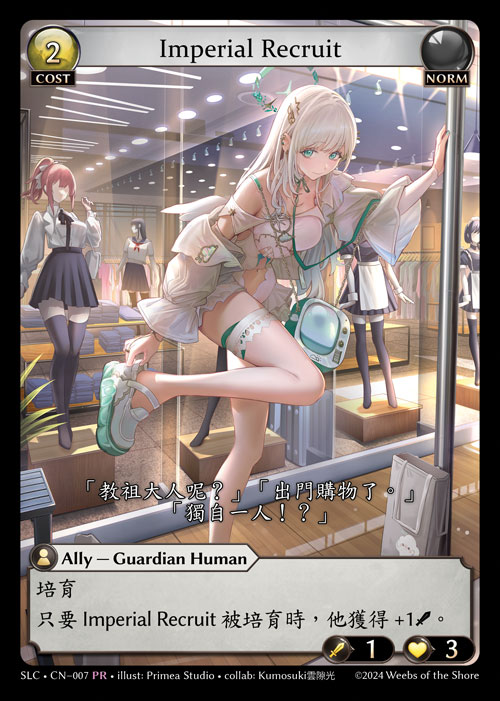 2
COST
Imperial Recruit
NORM
「教祖大人呢？」「出門購物了。」
「獨自一人！？」
Ally — Guardian Human
培育
只要 Imperial Recruit 被培育時，他獲得 +1。
1
3
SLC • CN–007 PR • illust: Primea Studio • collab: Kumosuki雲隙光
©2024 Weebs of the Shore